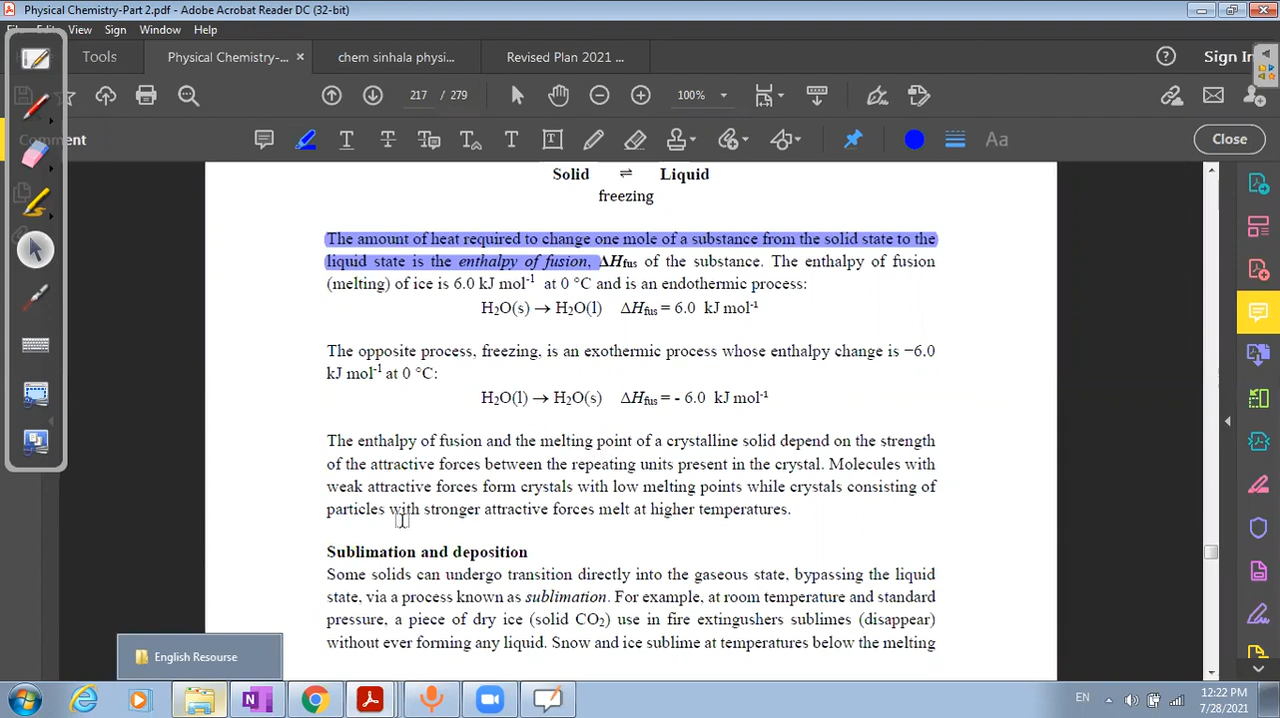 Physical Chemistry-Part 2.pdf - Adobe Acrobat Reader DC (32-bit)
View Sign Window Help
Tools Physical Chemistry-... × chem sinhala physi... Revised Plan 2021 ... Sign In
217 / 279 100%
Comment Close
Solid ⇌ Liquid
freezing
The amount of heat required to change one mole of a substance from the solid state to the
liquid state is the enthalpy of fusion, ΔHfus of the substance. The enthalpy of fusion
(melting) of ice is 6.0 kJ mol-1 at 0 °C and is an endothermic process:
H2O(s) → H2O(l) ΔHfus = 6.0 kJ mol-1
The opposite process, freezing, is an exothermic process whose enthalpy change is −6.0
kJ mol-1 at 0 °C:
H2O(l) → H2O(s) ΔHfus = - 6.0 kJ mol-1
The enthalpy of fusion and the melting point of a crystalline solid depend on the strength
of the attractive forces between the repeating units present in the crystal. Molecules with
weak attractive forces form crystals with low melting points while crystals consisting of
particles with stronger attractive forces melt at higher temperatures.
Sublimation and deposition
Some solids can undergo transition directly into the gaseous state, bypassing the liquid
state, via a process known as sublimation. For example, at room temperature and standard
pressure, a piece of dry ice (solid CO2) use in fire extinguishers sublimes (disappear)
without ever forming any liquid. Snow and ice sublime at temperatures below the melting
English Resourse
EN 12:22 PM
7/28/2021